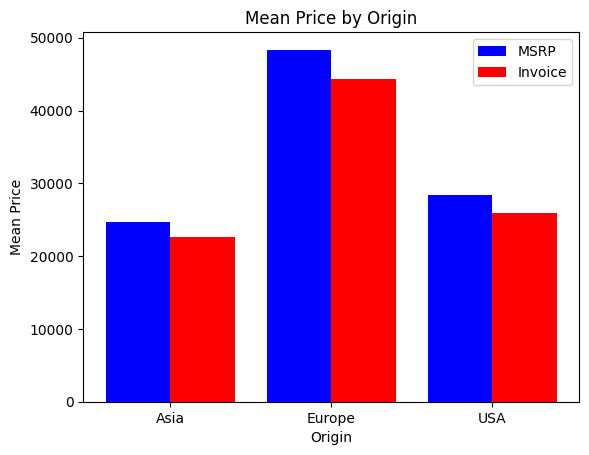 Mean Price by Origin
MSRP
Invoice
Mean Price
50000
40000
30000
20000
10000
0
Asia
Europe
USA
Origin